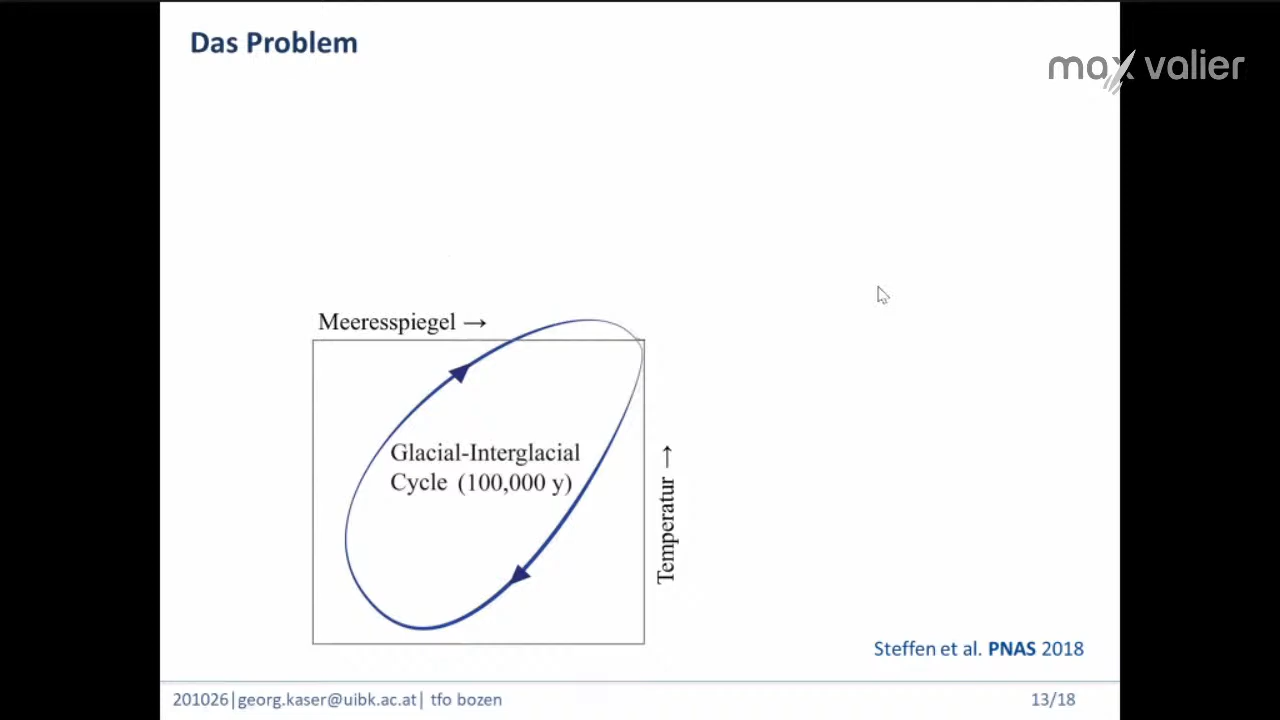 Das Problem
max valier
Meeresspiegel →
Glacial-Interglacial
Cycle (100,000 y)
Temperatur →
Steffen et al. PNAS 2018
201026|georg.kaser@uibk.ac.at| tfo bozen
13/18